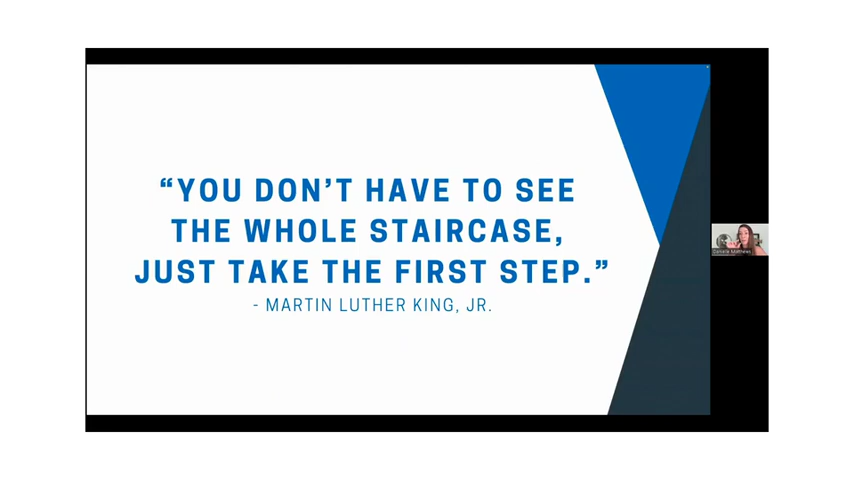 “YOU DON’T HAVE TO SEE
THE WHOLE STAIRCASE,
JUST TAKE THE FIRST STEP.”
- MARTIN LUTHER KING, JR.